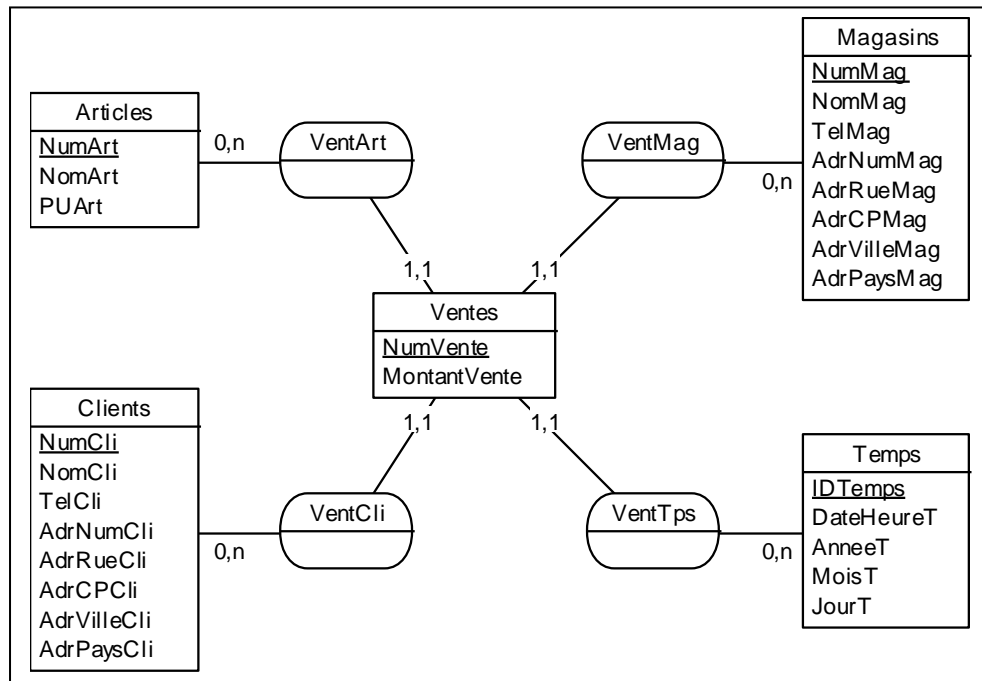 Articles
NumArt
NomArt
PUArt
0,n
VentArt
VentMag
0,n
Magasins
NumMag
NomMag
TelMag
AdrNumMag
AdrRueMag
AdrCPMag
AdrVilleMag
AdrPaysMag
1,1
1,1
Ventes
NumVente
MontantVente
1,1
1,1
Clients
NumCli
NomCli
TelCli
AdrNumCli
AdrRueCli
AdrCPCli
AdrVilleCli
AdrPaysCli
0,n
VentCli
VentTps
0,n
Temps
IDTemps
DateHeureT
AnneeT
MoisT
JourT